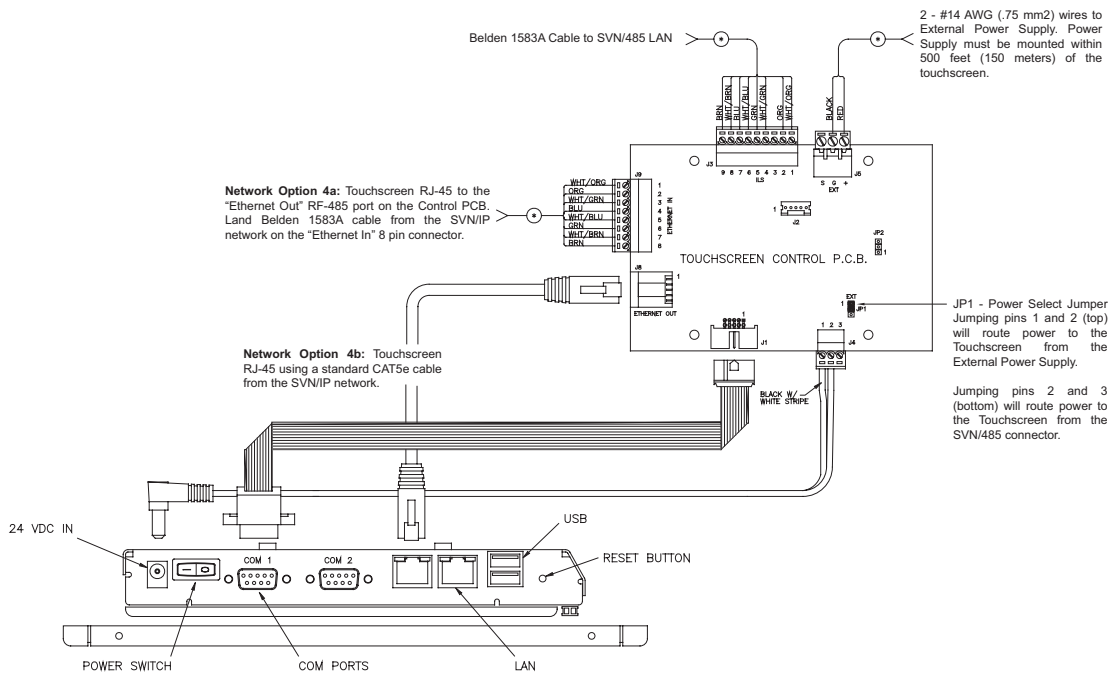 2 - #14 AWG (.75 mm2) wires to
External Power Supply. Power
Supply must be mounted within
500 feet (150 meters) of the
touchscreen.
Belden 1583A Cable to SVN/485 LAN
*
*
BRN
WHT/BRN
BLU
WHT/BLU
GRN
WHT/GRN
ORG
WHT/ORG
BLACK
RED
J3
9 8 7 6 5 4 3 2 1
ILS
J5
S G +
EXT
Network Option 4a: Touchscreen RJ-45 to the
“Ethernet Out” RF-485 port on the Control PCB.
Land Belden 1583A cable from the SVN/IP
network on the “Ethernet In” 8 pin connector.
*
WHT/ORG
ORG
WHT/GRN
BLU
WHT/BLU
GRN
WHT/BRN
BRN
J9
1
2
3
4
5
6
7
8
ETHERNET IN
1
J2
JP2
1
TOUCHSCREEN CONTROL P.C.B.
J8
1
ETHERNET OUT
EXT
1
JP1
JP1 - Power Select Jumper
Jumping pins 1 and 2 (top)
will route power to the
Touchscreen from the
External Power Supply.
Jumping pins 2 and 3
(bottom) will route power to
the Touchscreen from the
SVN/485 connector.
1
J1
1 2 3
J4
Network Option 4b: Touchscreen
RJ-45 using a standard CAT5e cable
from the SVN/IP network.
BLACK W/
WHITE STRIPE
24 VDC IN
USB
RESET BUTTON
COM 1
COM 2
POWER SWITCH
COM PORTS
LAN